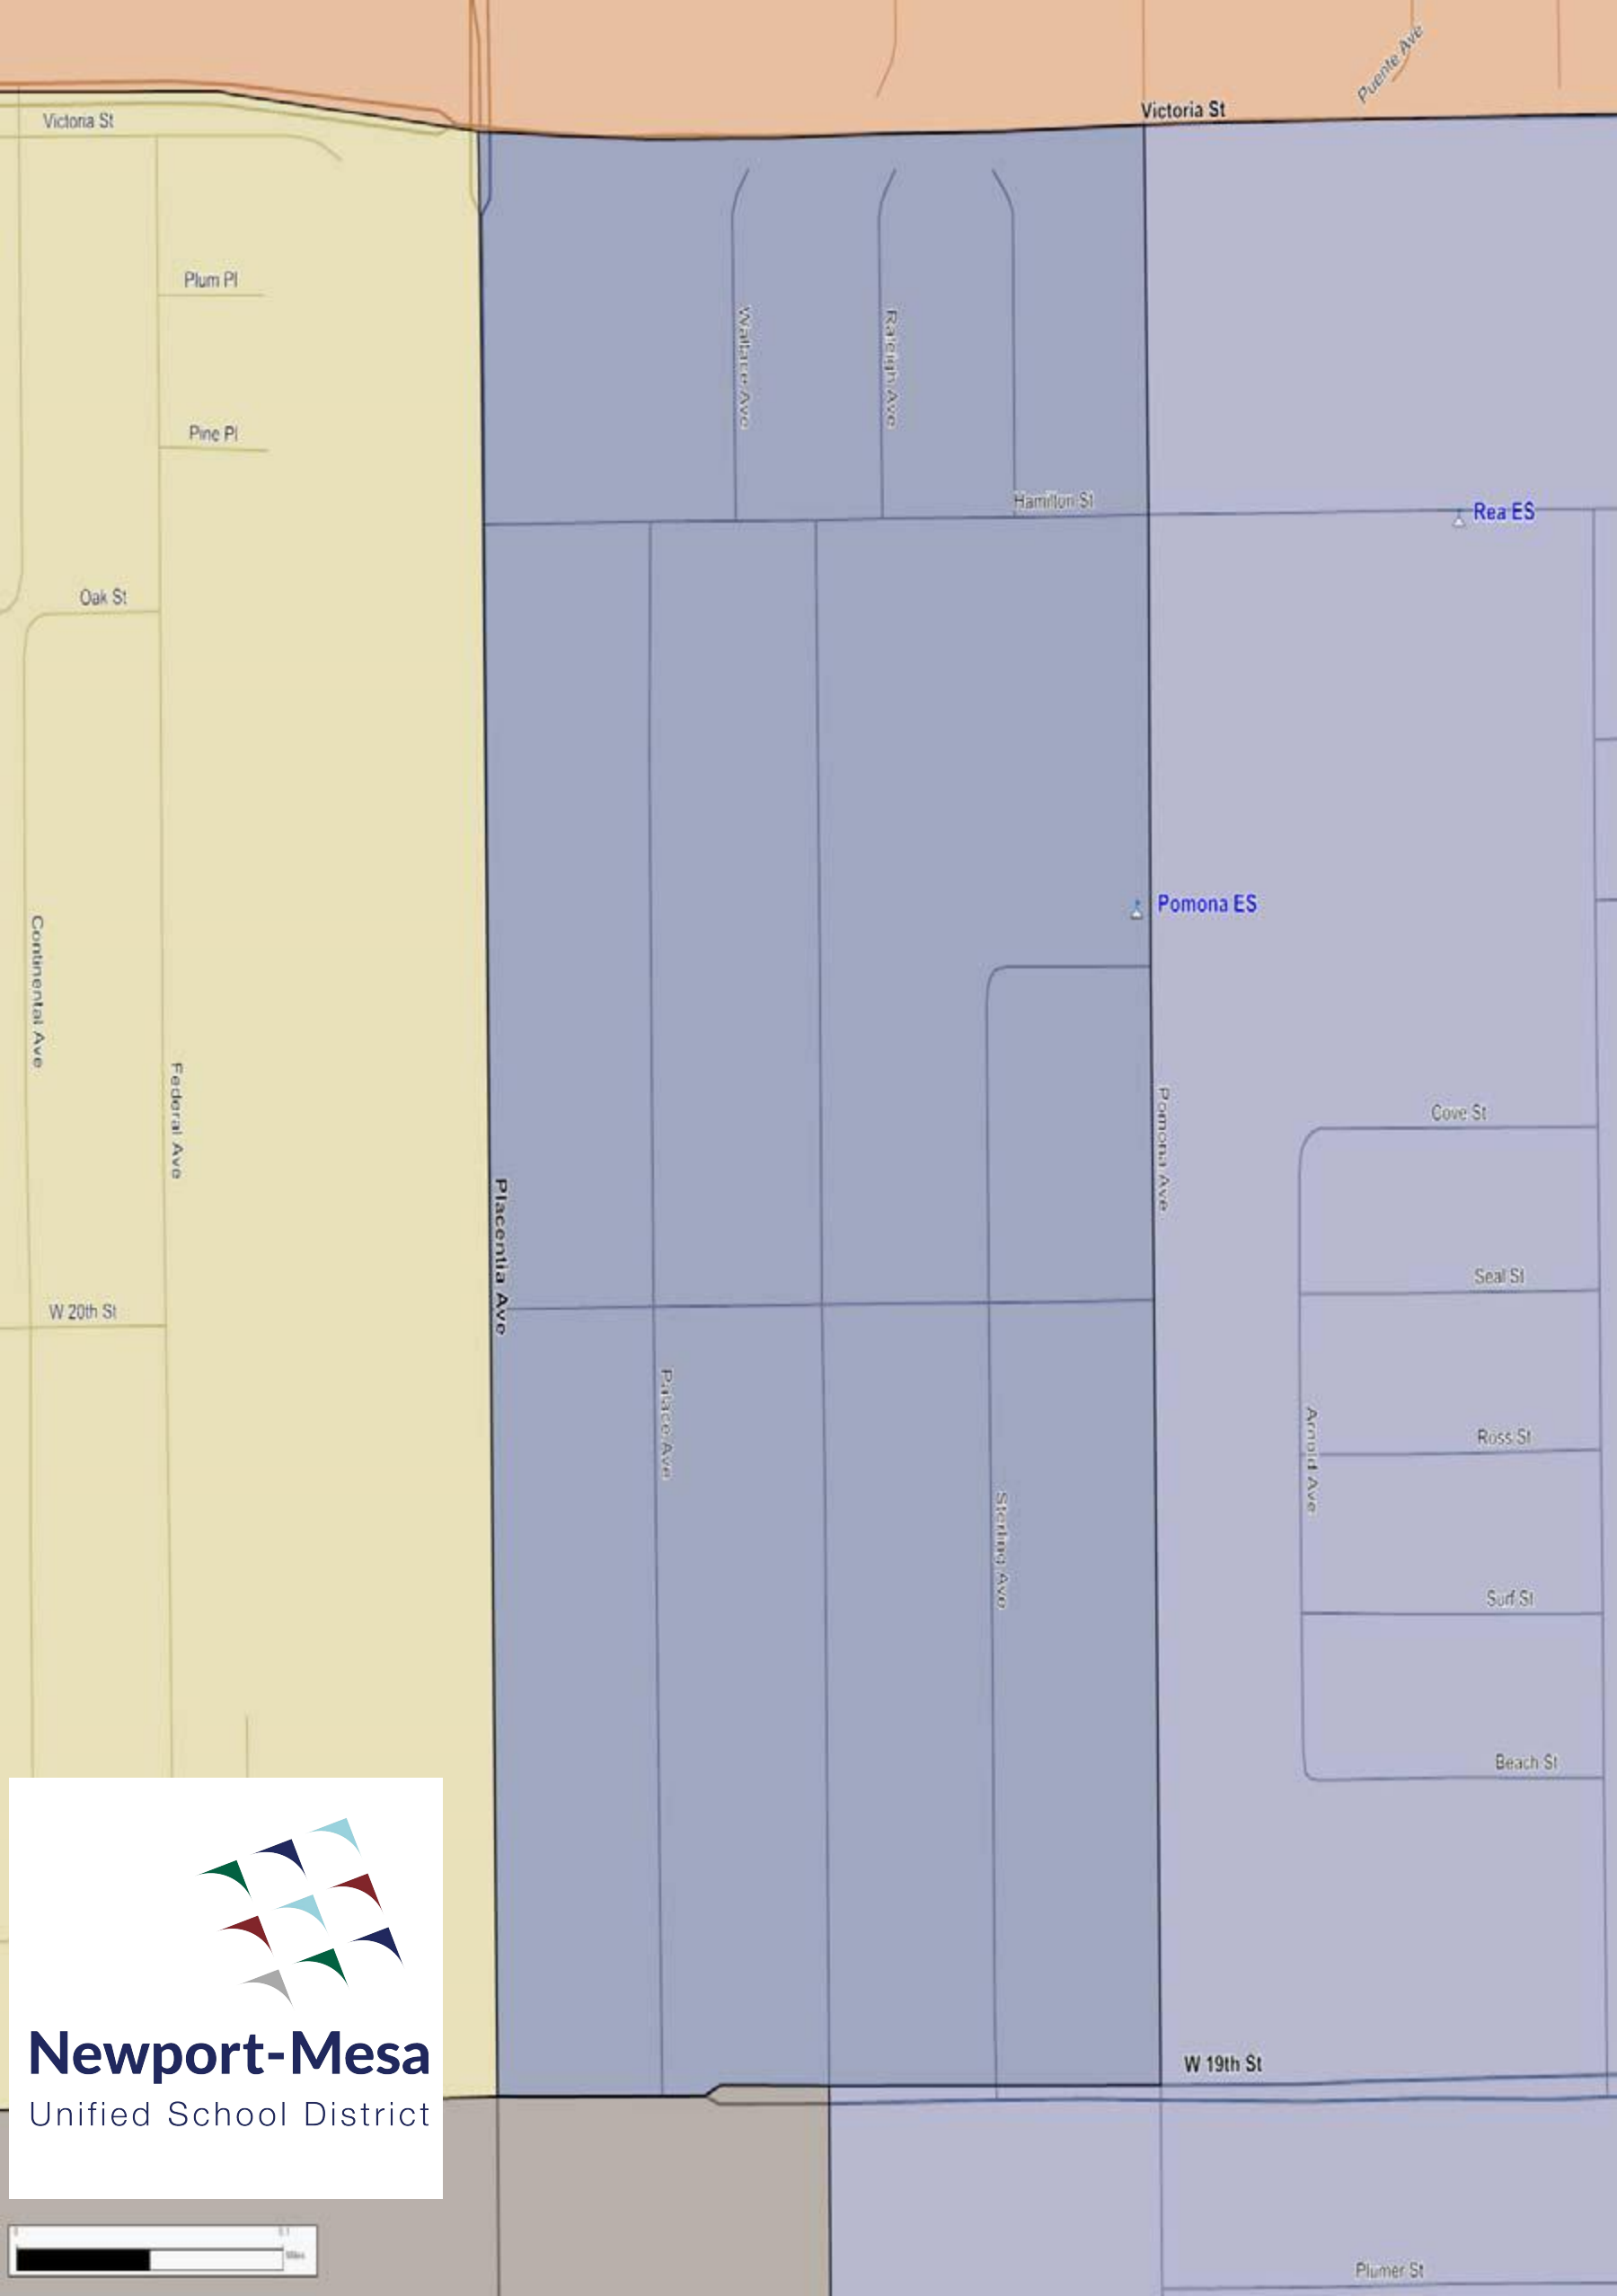 Puente Ave
Victoria St
Victoria St
Plum Pl
Wallace Ave
Raleigh Ave
Pine Pl
Hamilton St
Rea ES
Oak St
Pomona ES
Continental Ave
Federal Ave
Pomona Ave
Cove St
Placentia Ave
Seal St
W 20th St
Palace Ave
Arnold Ave
Ross St
Sterling Ave
Surf St
Beach St
Newport-Mesa
Unified School District
W 19th St
Miles
Plumer St